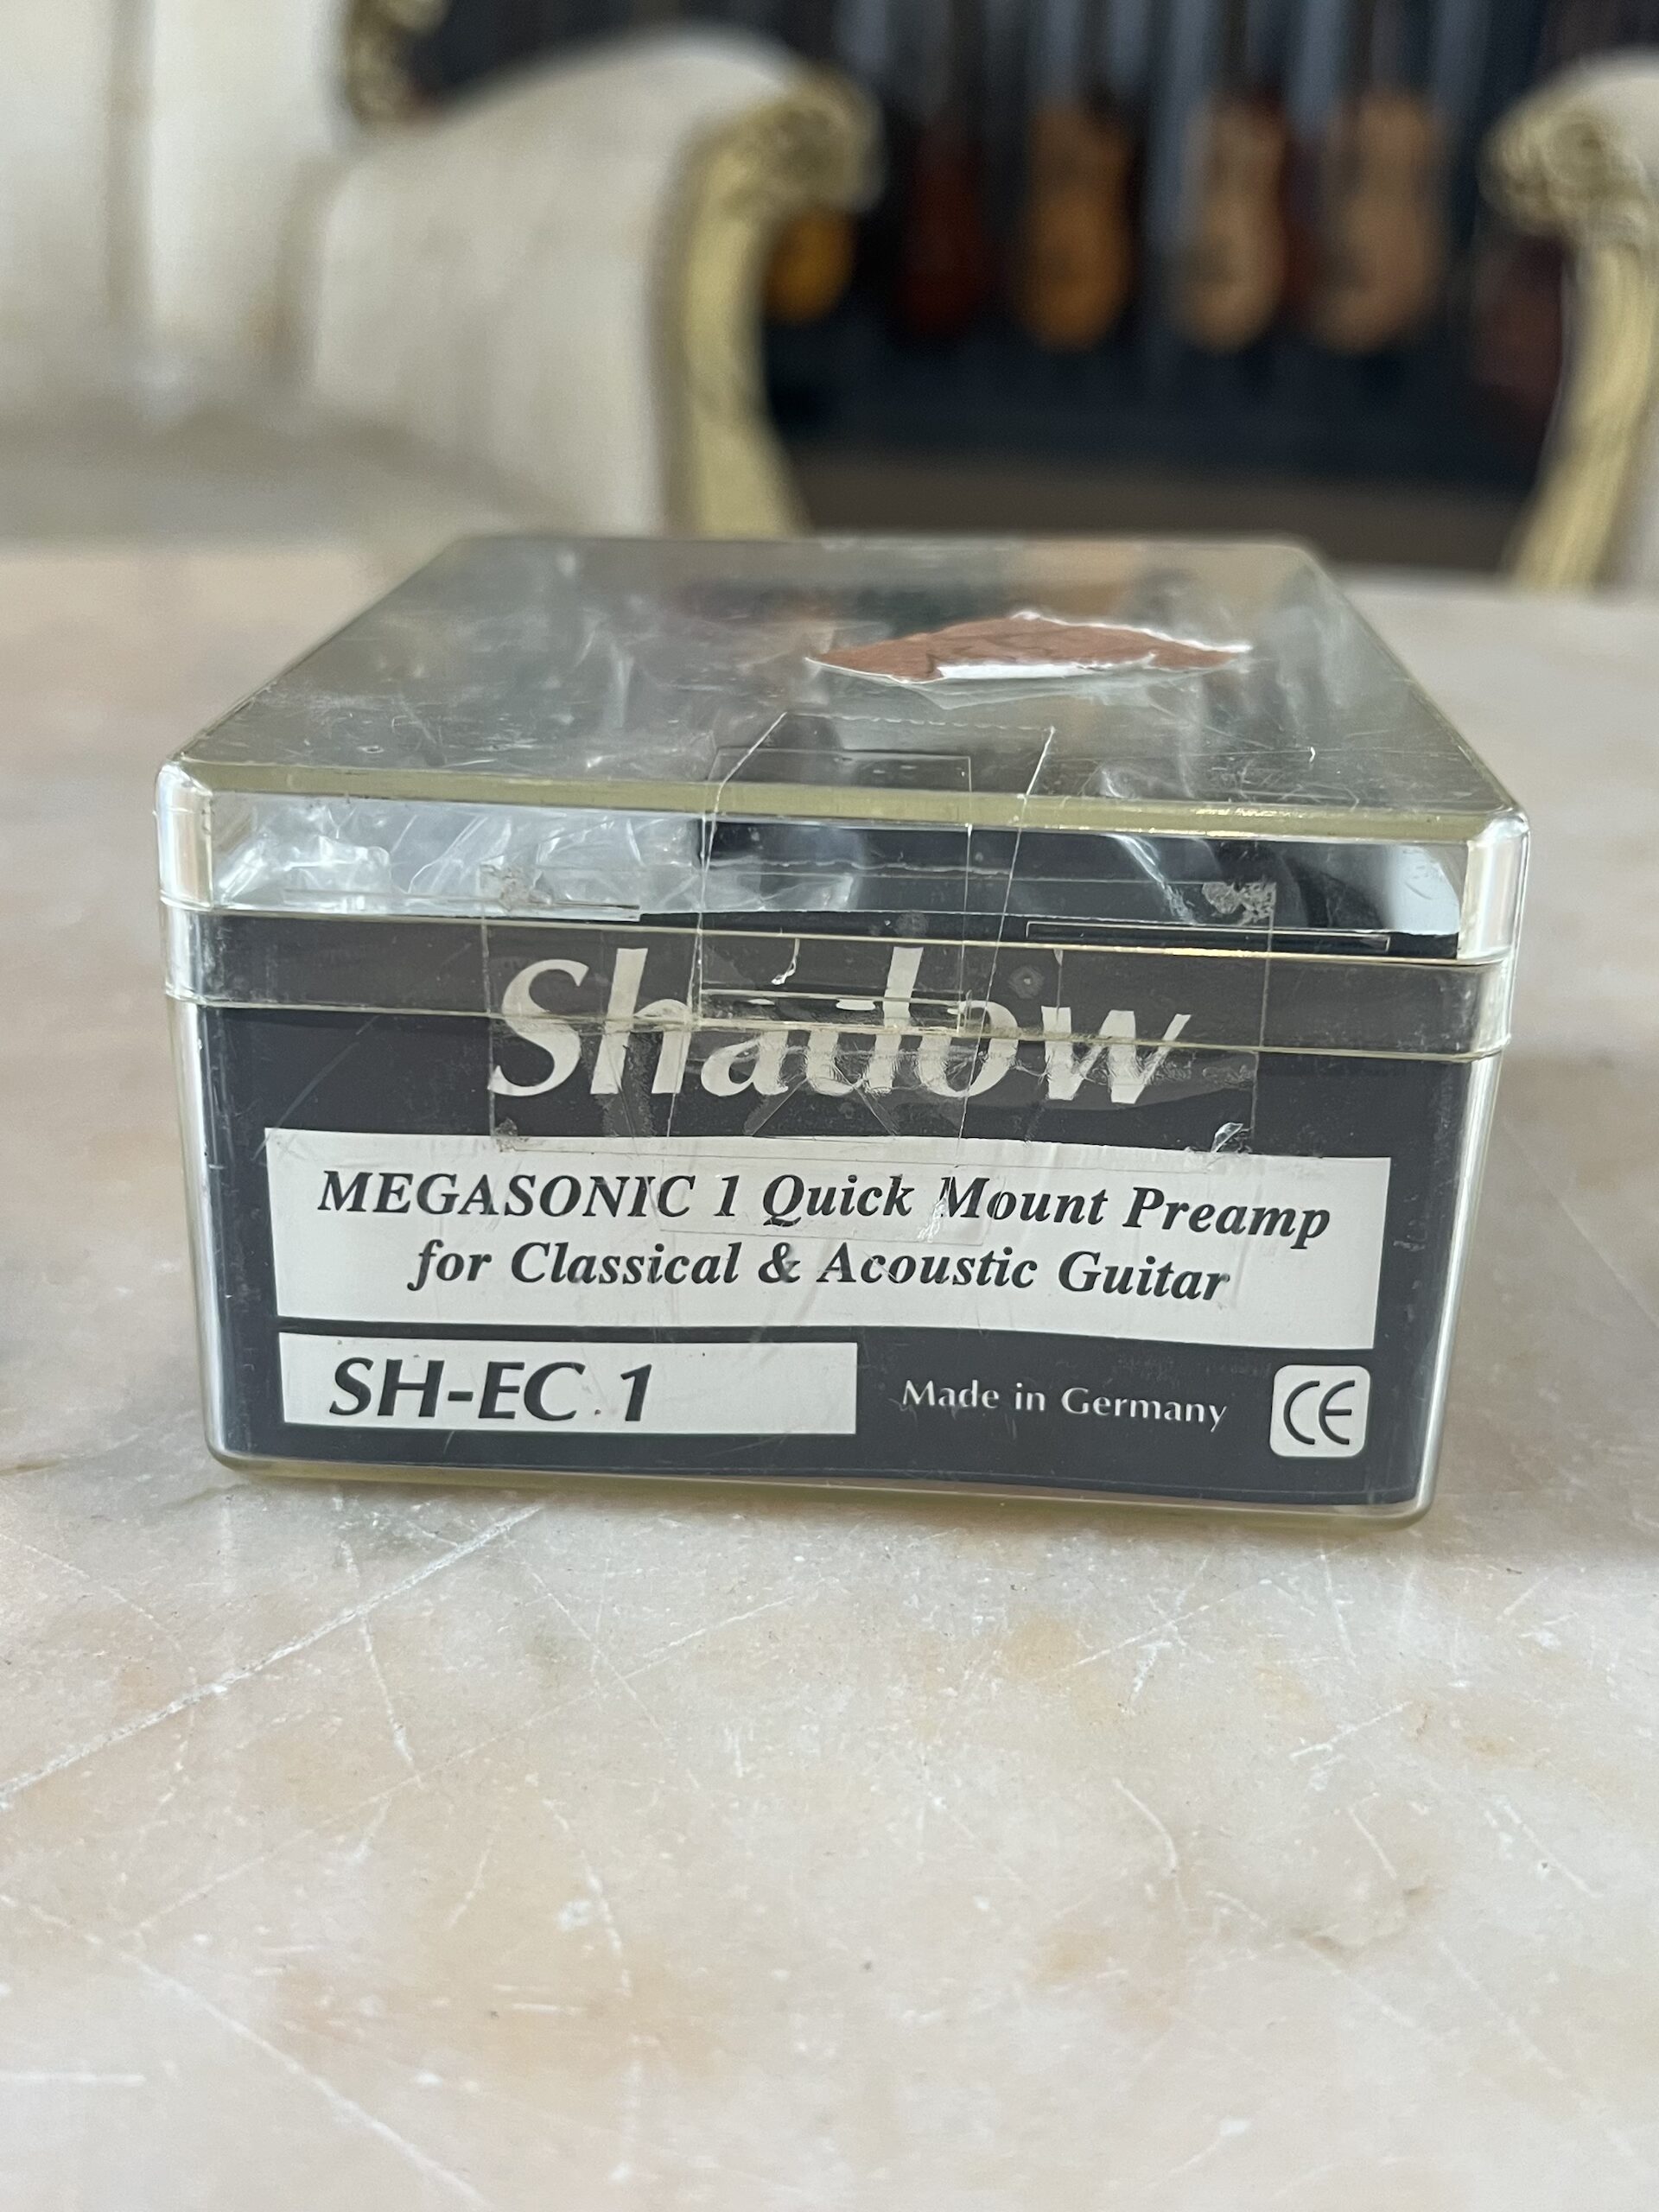 Shadow
MEGASONIC 1 Quick Mount Preamp
for Classical & Acoustic Guitar
SH-EC 1
Made in Germany
CE